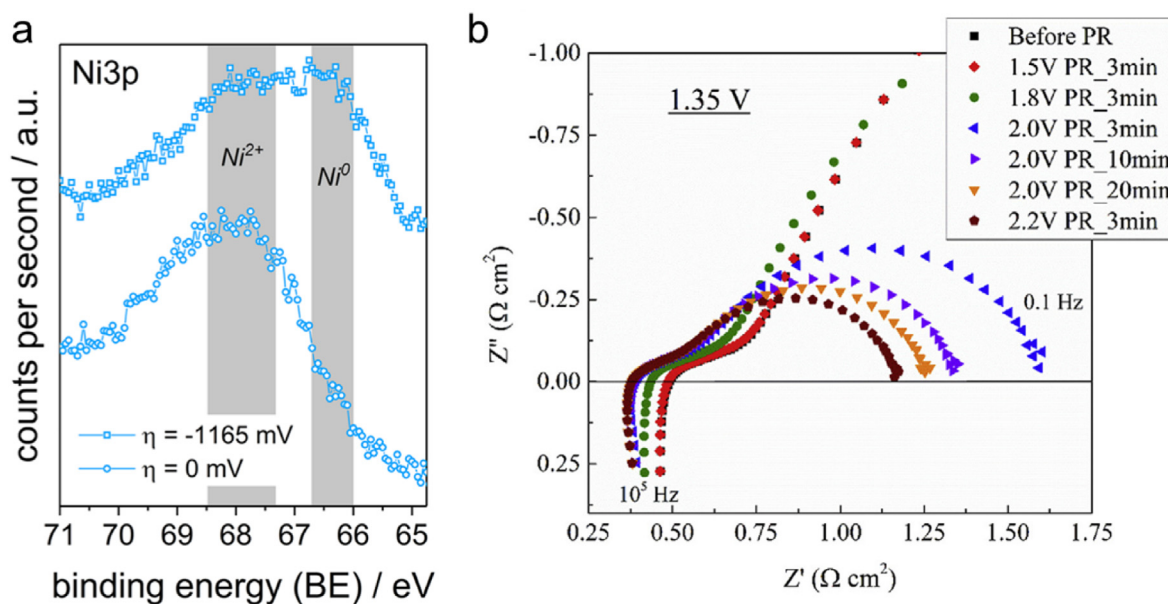 a
Ni3p
Ni2+
Ni0
η = -1165 mV
η = 0 mV
counts per second / a.u.
71 70 69 68 67 66 65
binding energy (BE) / eV
b
Before PR
1.5V PR_3min
1.8V PR_3min
2.0V PR_3min
2.0V PR_10min
2.0V PR_20min
2.2V PR_3min
1.35 V
-1.00
-0.75
-0.50
-0.25
0.00
0.25
Z" (Ω cm²)
0.1 Hz
10⁵ Hz
0.25 0.50 0.75 1.00 1.25 1.50 1.75
Z' (Ω cm²)